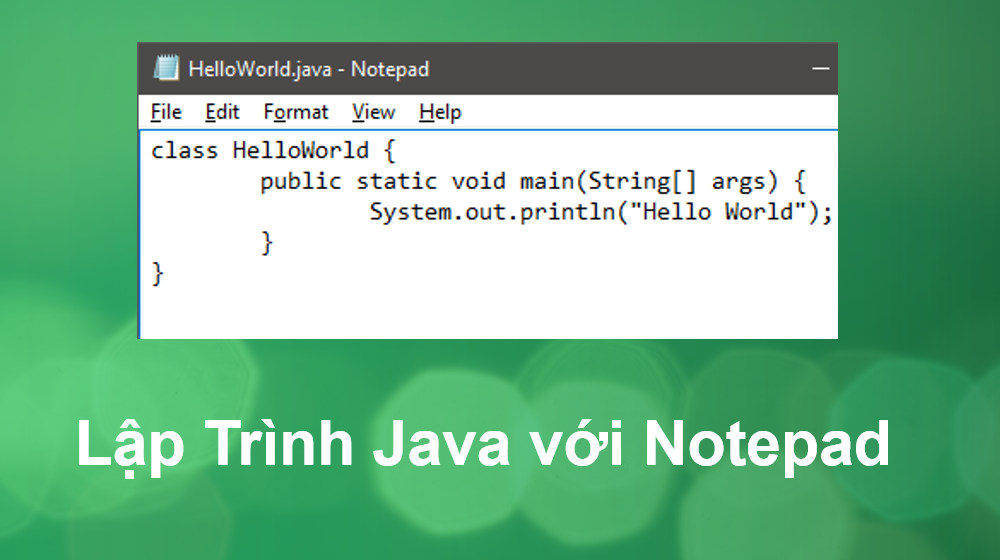 HelloWorld.java - Notepad
File Edit Format View Help
class HelloWorld {
        public static void main(String[] args) {
                System.out.println("Hello World");
        }
}
Lập Trình Java với Notepad